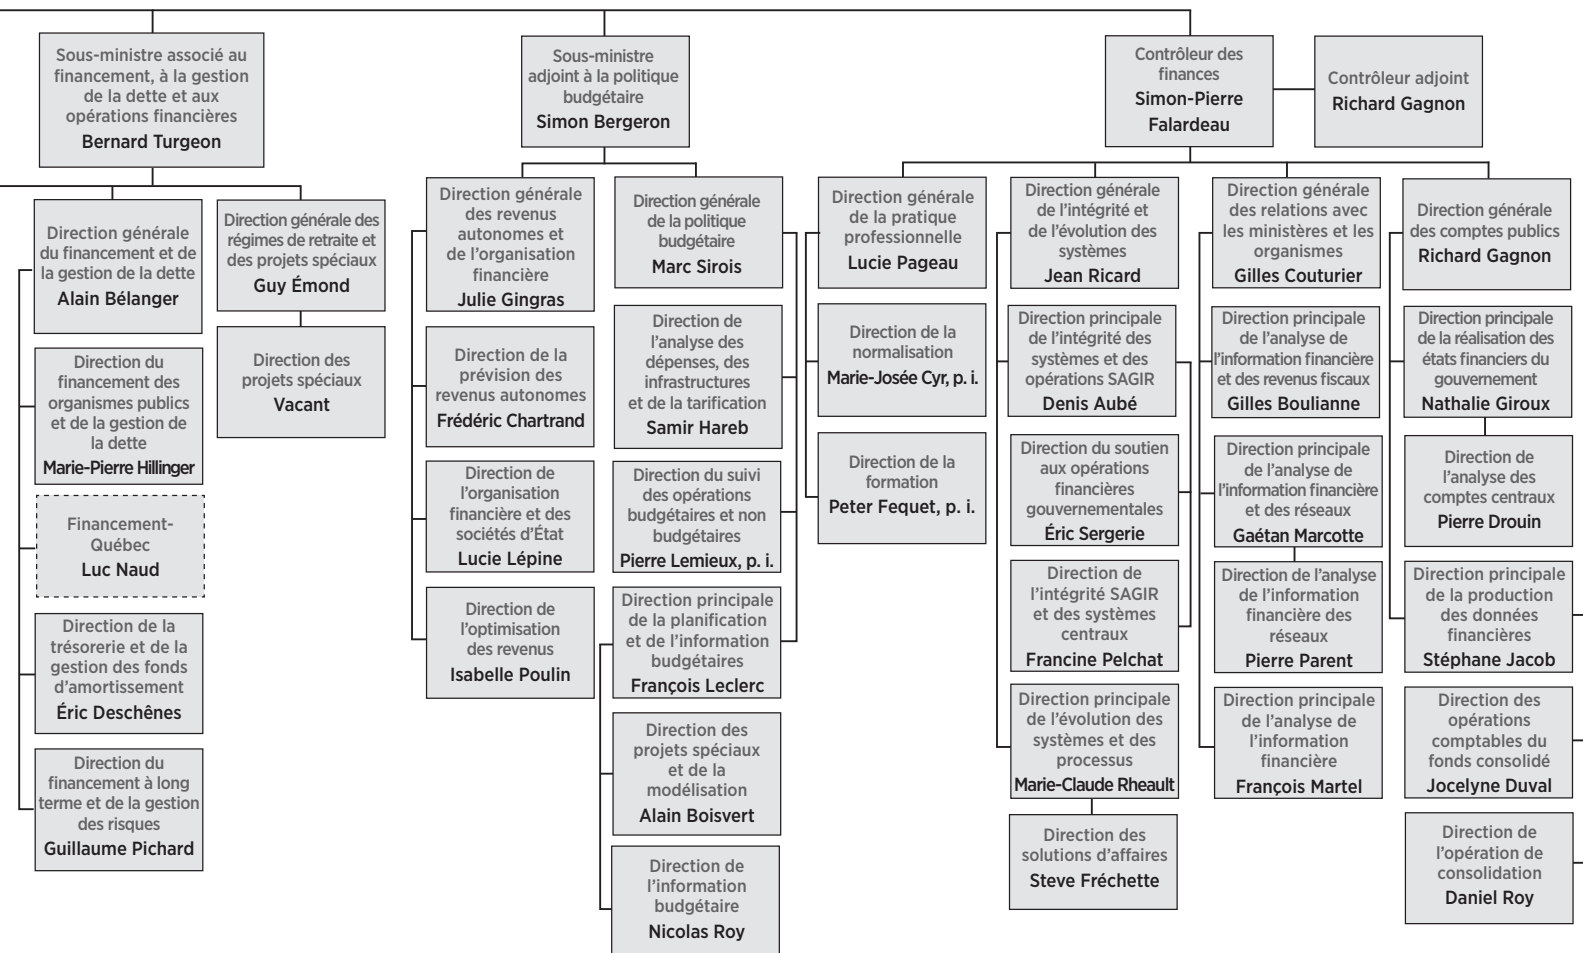 Sous-ministre associé au
financement, à la gestion
de la dette et aux
opérations financières
Bernard Turgeon
Sous-ministre
adjoint à la politique
budgétaire
Simon Bergeron
Contrôleur des
finances
Simon-Pierre
Falardeau
Contrôleur adjoint
Richard Gagnon
Direction générale
du financement et de
la gestion de la dette
Alain Bélanger
Direction du
financement des
organismes publics
et de la gestion de
la dette
Marie-Pierre Hillinger
Financement-
Québec
Luc Naud
Direction de la
trésorerie et de la
gestion des fonds
d'amortissement
Éric Deschênes
Direction du
financement à long
terme et de la gestion
des risques
Guillaume Pichard
Direction générale des
régimes de retraite et
des projets spéciaux
Guy Émond
Direction des
projets spéciaux
Vacant
Direction générale
des revenus
autonomes et
de l'organisation
financière
Julie Gingras
Direction de la
prévision des
revenus autonomes
Frédéric Chartrand
Direction de
l'organisation
financière et des
sociétés d'État
Lucie Lépine
Direction de
l'optimisation
des revenus
Isabelle Poulin
Direction générale
de la politique
budgétaire
Marc Sirois
Direction de
l'analyse des
dépenses, des
infrastructures
et de la tarification
Samir Hareb
Direction du suivi
des opérations
budgétaires et non
budgétaires
Pierre Lemieux, p. i.
Direction principale
de la planification
et de l'information
budgétaires
François Leclerc
Direction des
projets spéciaux
et de la
modélisation
Alain Boisvert
Direction de
l'information
budgétaire
Nicolas Roy
Direction générale
de la pratique
professionnelle
Lucie Pageau
Direction de la
normalisation
Marie-Josée Cyr, p. i.
Direction de la
formation
Peter Fequet, p. i.
Direction générale
de l'intégrité et
de l'évolution des
systèmes
Jean Ricard
Direction principale
de l'intégrité des
systèmes et des
opérations SAGIR
Denis Aubé
Direction du soutien
aux opérations
financières
gouvernementales
Éric Sergerie
Direction de
l'intégrité SAGIR
et des systèmes
centraux
Francine Pelchat
Direction principale
de l'évolution des
systèmes et des
processus
Marie-Claude Rheault
Direction des
solutions d'affaires
Steve Fréchette
Direction générale
des relations avec
les ministères et les
organismes
Gilles Couturier
Direction principale
de l'analyse de
l'information financière
et des revenus fiscaux
Gilles Boulianne
Direction principale
de l'analyse de
l'information financière
et des réseaux
Gaétan Marcotte
Direction de l'analyse
de l'information
financière des
réseaux
Pierre Parent
Direction principale
de l'analyse de
l'information
financière
François Martel
Direction générale
des comptes publics
Richard Gagnon
Direction principale
de la réalisation des
états financiers du
gouvernement
Nathalie Giroux
Direction de
l'analyse des
comptes centraux
Pierre Drouin
Direction principale
de la production
des données
financières
Stéphane Jacob
Direction des
opérations
comptables du
fonds consolidé
Jocelyne Duval
Direction de
l'opération de
consolidation
Daniel Roy